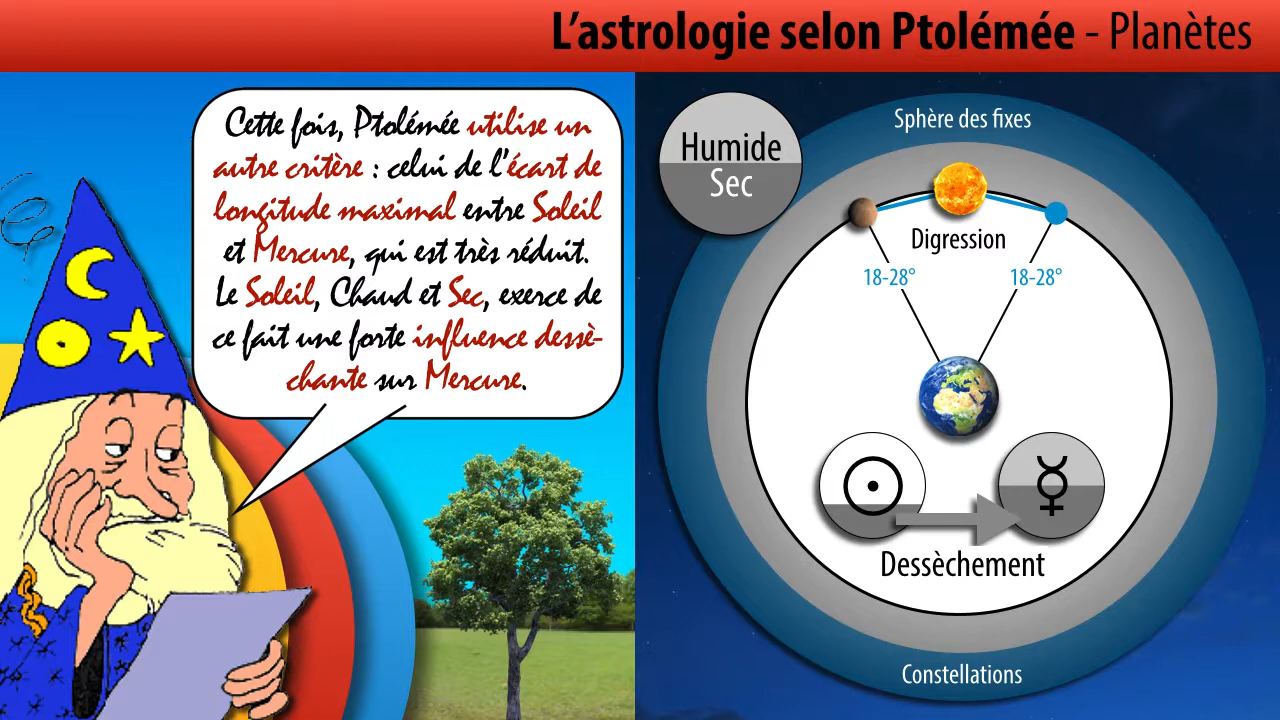 L’astrologie selon Ptolémée - Planètes
Cette fois, Ptolémée utilise un
autre critère : celui de l’écart de
longitude maximal entre Soleil
et Mercure, qui est très réduit.
Le Soleil, Chaud et Sec, exerce de
ce fait une forte influence dessè-
chante sur Mercure.
Humide
Sec
Sphère des fixes
Digression
18-28°
18-28°
Dessèchement
Constellations